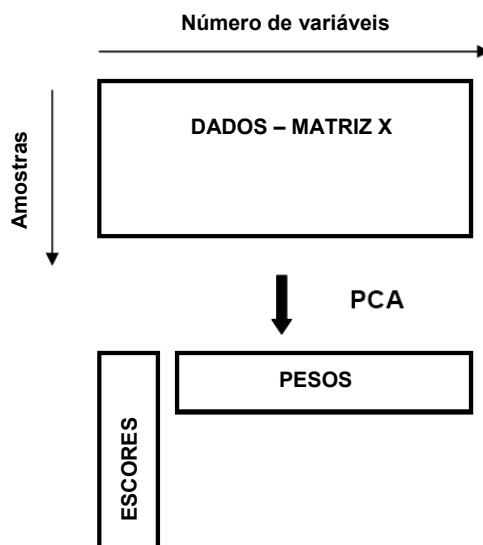 Número de variáveis
Amostras
DADOS – MATRIZ X
PCA
PESOS
ESCORES